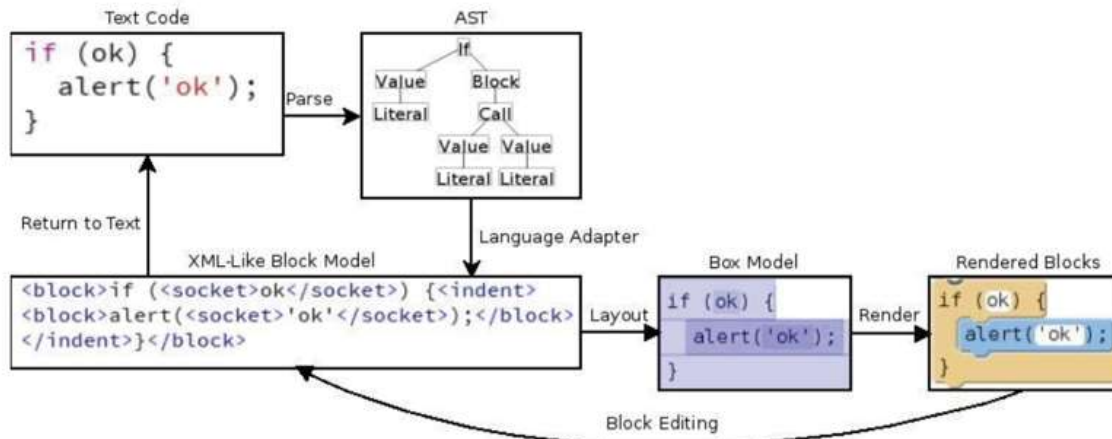 Text Code
if (ok) {
alert('ok');
}
Parse
AST
If
Value Block
Literal Call
Value Value
Literal Literal
Return to Text
Language Adapter
XML-Like Block Model
<block>if (<socket>ok</socket>) {<indent>
<block>alert(<socket>'ok'</socket>);</block>
</indent>}</block>
Layout
Box Model
if (ok) {
alert('ok');
}
Render
Rendered Blocks
if (ok) {
alert('ok');
}
Block Editing